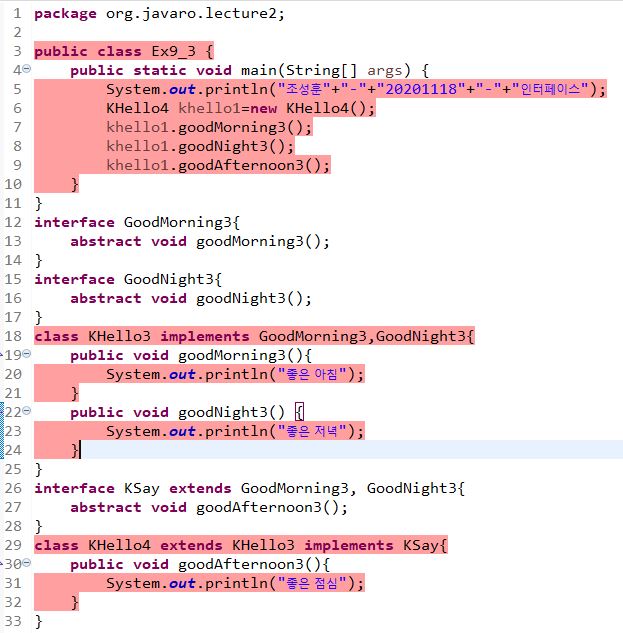 1 package org.javaro.lecture2;
2
3 public class Ex9_3 {
4 public static void main(String[] args) {
5 System.out.println("조성훈"+"-"+"20201118"+"-"+"인터페이스");
6 KHello4 khello1=new KHello4();
7 khello1.goodMorning3();
8 khello1.goodNight3();
9 khello1.goodAfternoon3();
10 }
11 }
12 interface GoodMorning3{
13 abstract void goodMorning3();
14 }
15 interface GoodNight3{
16 abstract void goodNight3();
17 }
18 class KHello3 implements GoodMorning3,GoodNight3{
19 public void goodMorning3(){
20 System.out.println("좋은 아침");
21 }
22 public void goodNight3() {
23 System.out.println("좋은 저녁");
24 }
25 }
26 interface KSay extends GoodMorning3, GoodNight3{
27 abstract void goodAfternoon3();
28 }
29 class KHello4 extends KHello3 implements KSay{
30 public void goodAfternoon3(){
31 System.out.println("좋은 점심");
32 }
33 }